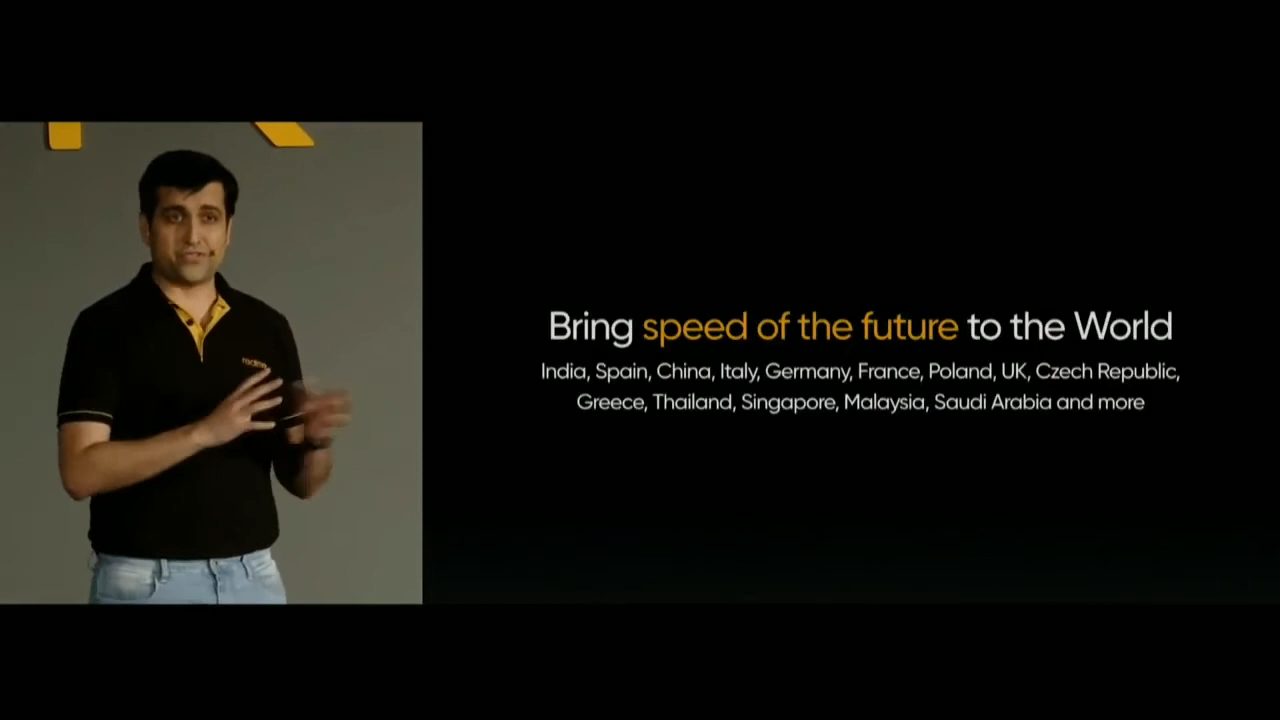 realme
Bring speed of the future to the World
India, Spain, China, Italy, Germany, France, Poland, UK, Czech Republic,
Greece, Thailand, Singapore, Malaysia, Saudi Arabia and more